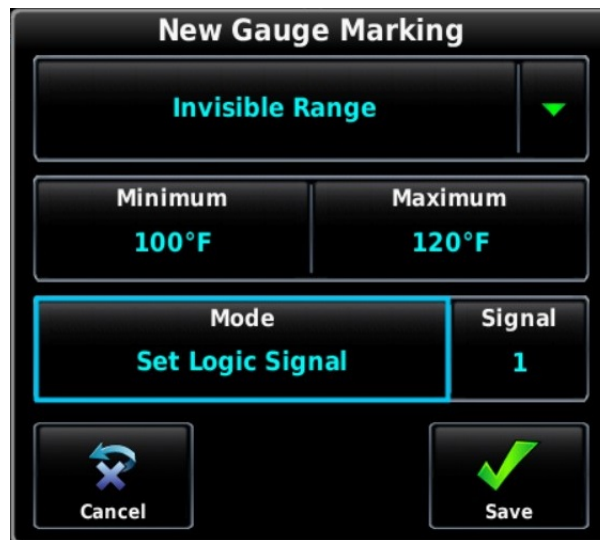 New Gauge Marking
Invisible Range
Minimum Maximum
100°F 120°F
Mode Signal
Set Logic Signal 1
Cancel Save